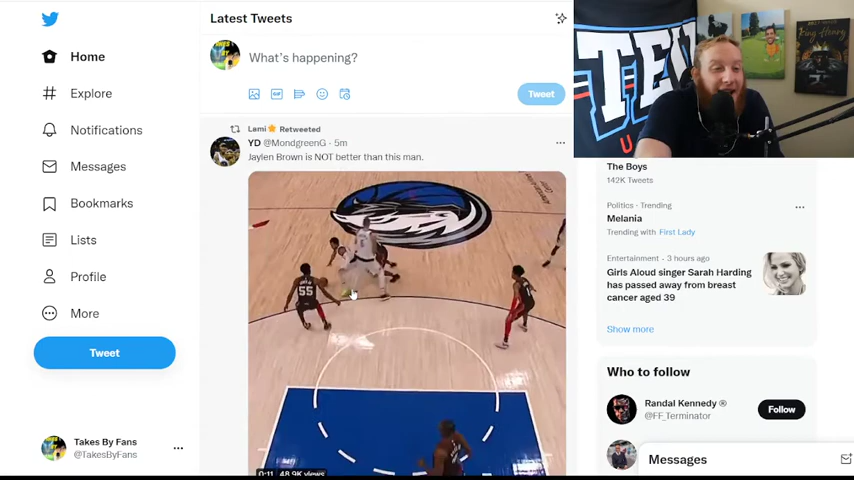 Latest Tweets
What's happening?
Tweet
Home
Explore
Notifications
Messages
Bookmarks
Lists
Profile
More
Tweet
Takes By Fans
@TakesByFans
Lami Retweeted
YD @MondgreenG · 5m
Jaylen Brown is NOT better than this man.
55
0:11 48.9K views
The Boys
142K Tweets
Politics · Trending
Melania
Trending with First Lady
Entertainment · 3 hours ago
Girls Aloud singer Sarah Harding
has passed away from breast
cancer aged 39
Show more
Who to follow
Randal Kennedy ®
@FF_Terminator
Follow
Messages
King Henry